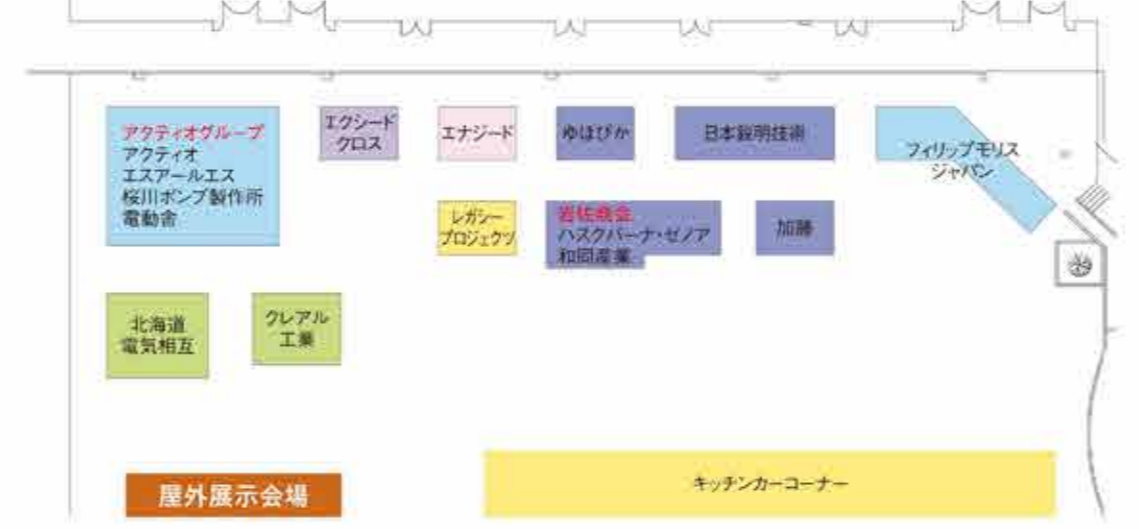 アクティオグループ
アクティオ
エスアールエス
桜川ポンプ製作所
電動舎
エクシード
クロス
エナジード
ゆほびか
日本鋭明技術
フィリップモリス
ジャパン
レガシー
プロジェクツ
岩佐商会
ハスクバーナ・ゼノア
和同産業
加勝
北海道
電気相互
クレアル
工業
屋外展示会場
キッチンカーコーナー